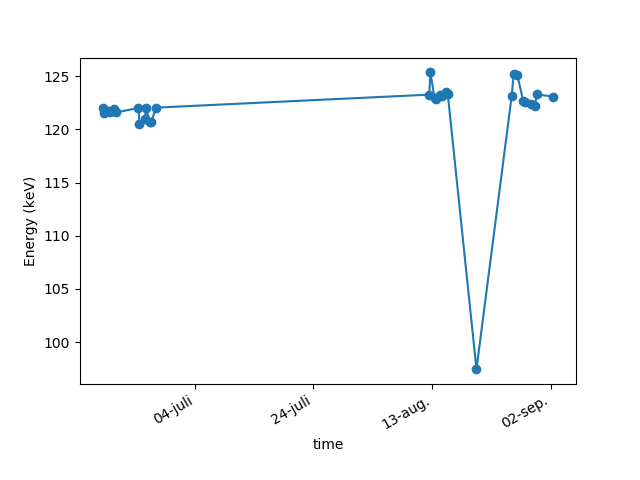 125
120
115
110
105
100
Energy (keV)
04-juli
24-juli
13-aug.
02-sep.
time